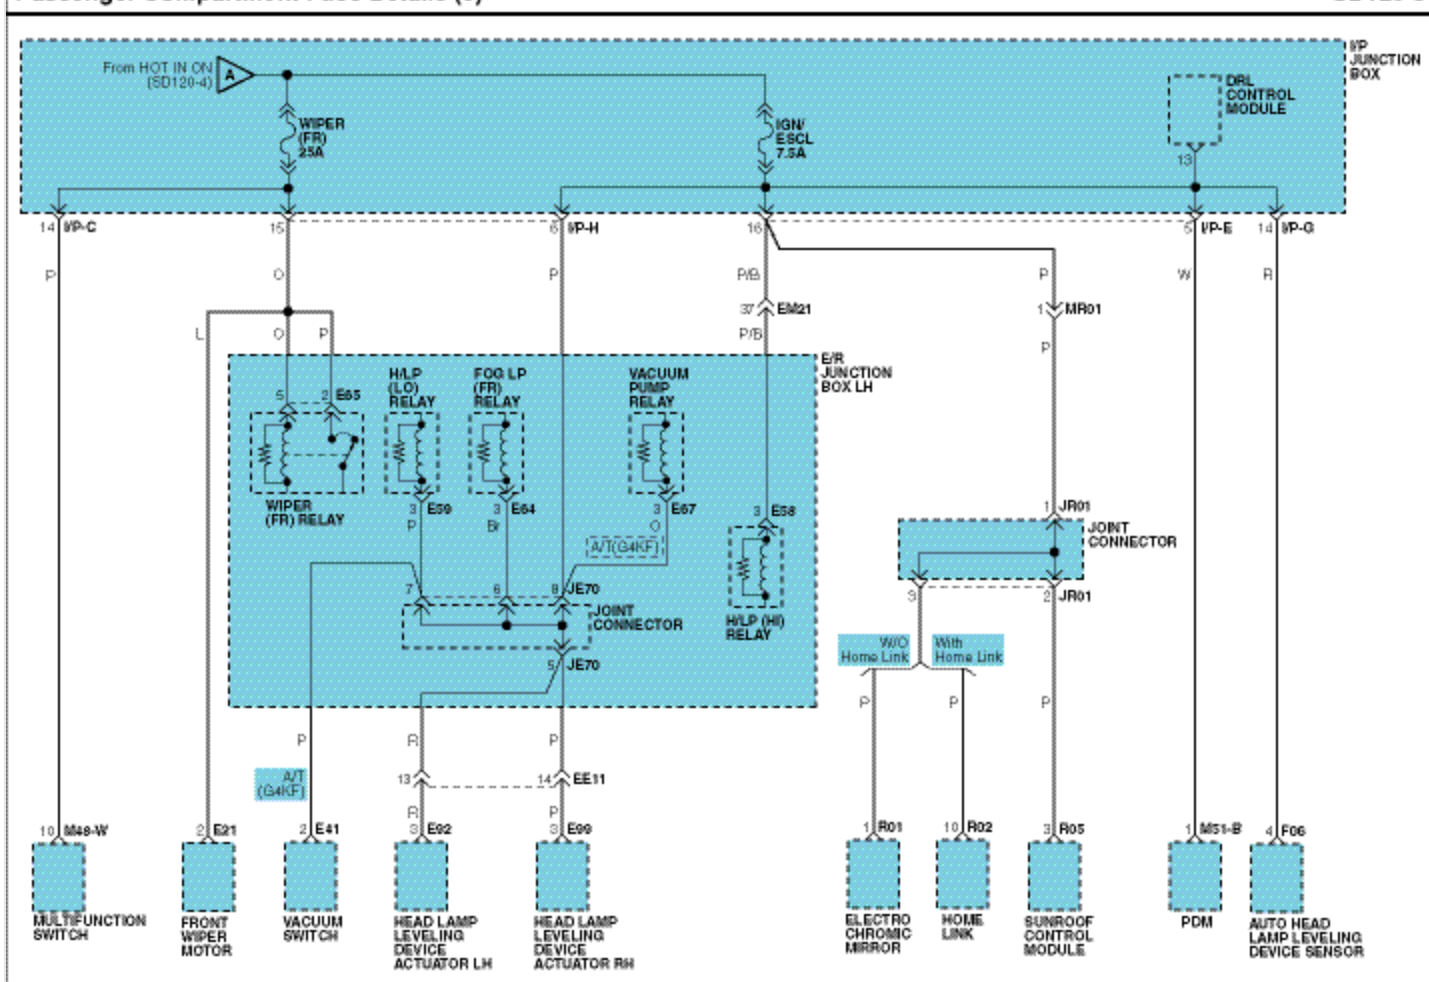 I/P
JUNCTION
BOX
From HOT IN ON
(SD120-4)
A
DRL
CONTROL
MODULE
WIPER
(FR)
25A
IGN/
ESCL
7.5A
13
14 I/P-C
15
6 I/P-H
16
5 I/P-E
14 I/P-G
P
O
P
P/B
P
W
R
37 EM21
1 MR01
L
O
P
P/B
P
E/R
JUNCTION
BOX LH
H/LP
(LO)
RELAY
FOG LP
(FR)
RELAY
VACUUM
PUMP
RELAY
5
2 E65
WIPER
(FR) RELAY
3 E59
P
3 E64
Br
3 E67
O
3 E58
A/T(G4KF)
1 JR01
JOINT
CONNECTOR
7
6
8 JE70
JOINT
CONNECTOR
H/LP (HI)
RELAY
3
2 JR01
5 JE70
W/O
Home Link
With
Home Link
P
P
P
P
R
P
A/T
(G4KF)
13
14 EE11
R
P
10 M48-W
2 E21
2 E41
3 E92
3 E99
1 R01
10 R02
3 R05
1 M51-B
4 F06
MULTIFUNCTION
SWITCH
FRONT
WIPER
MOTOR
VACUUM
SWITCH
HEAD LAMP
LEVELING
DEVICE
ACTUATOR LH
HEAD LAMP
LEVELING
DEVICE
ACTUATOR RH
ELECTRO
CHROMIC
MIRROR
HOME
LINK
SUNROOF
CONTROL
MODULE
PDM
AUTO HEAD
LAMP LEVELING
DEVICE SENSOR